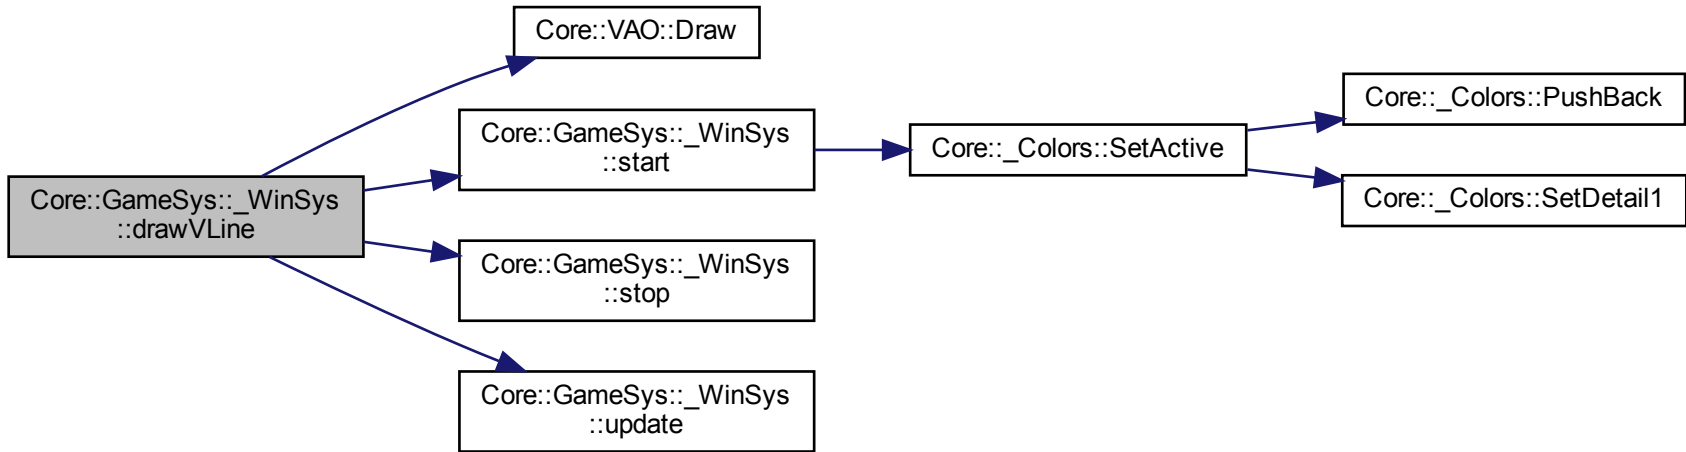 Core::VAO::Draw
Core::GameSys::_WinSys
::start
Core::_Colors::PushBack
Core::_Colors::SetActive
Core::_Colors::SetDetail1
Core::GameSys::_WinSys
::drawVLine
Core::GameSys::_WinSys
::stop
Core::GameSys::_WinSys
::update